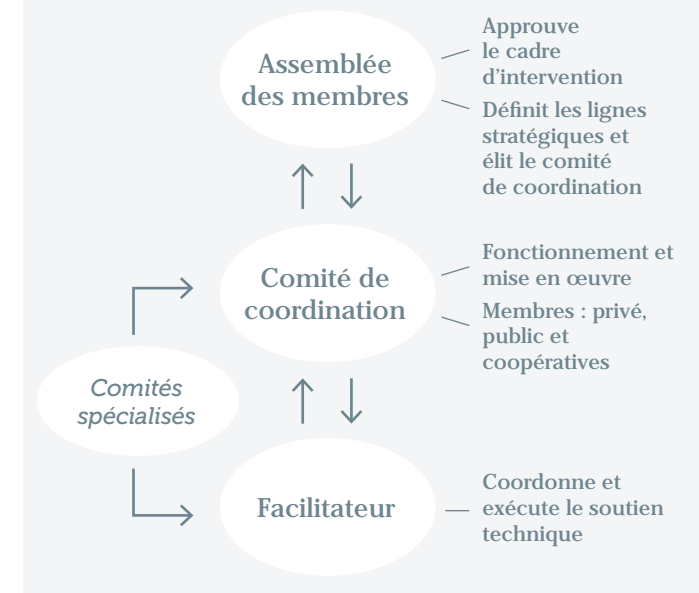 Assemblée
des membres
Approuve
le cadre
d'intervention
Définit les lignes
stratégiques et
élit le comité
de coordination
Comité de
coordination
Fonctionnement et
mise en œuvre
Membres : privé,
public et
coopératives
Comités
spécialisés
Facilitateur
Coordonne et
exécute le soutien
technique